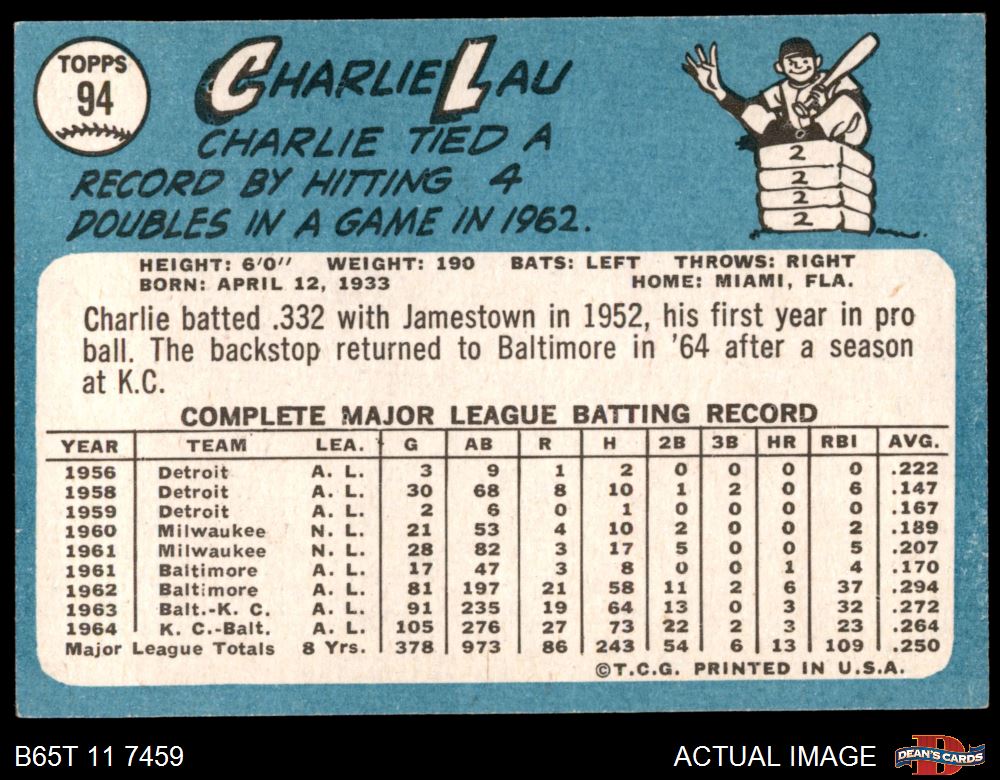 TOPPS
94
CHARLIE LAU
CHARLIE TIED A
RECORD BY HITTING 4
DOUBLES IN A GAME IN 1962.
2
2
2
2
HEIGHT: 6'0" WEIGHT: 190 BATS: LEFT THROWS: RIGHT
BORN: APRIL 12, 1933 HOME: MIAMI, FLA.
Charlie batted .332 with Jamestown in 1952, his first year in pro
ball. The backstop returned to Baltimore in '64 after a season
at K.C.
COMPLETE MAJOR LEAGUE BATTING RECORD
YEAR TEAM LEA. G AB R H 2B 3B HR RBI AVG.
1956 Detroit A. L. 3 9 1 2 0 0 0 0 .222
1958 Detroit A. L. 30 68 8 10 1 2 0 6 .147
1959 Detroit A. L. 2 6 0 1 0 0 0 0 .167
1960 Milwaukee N. L. 21 53 4 10 2 0 0 2 .189
1961 Milwaukee N. L. 28 82 3 17 5 0 0 5 .207
1961 Baltimore A. L. 17 47 3 8 0 0 1 4 .170
1962 Baltimore A. L. 81 197 21 58 11 2 6 37 .294
1963 Balt.-K. C. A. L. 91 235 19 64 13 0 3 32 .272
1964 K. C.-Balt. A. L. 105 276 27 73 22 2 3 23 .264
Major League Totals 8 Yrs. 378 973 86 243 54 6 13 109 .250
©T.C.G. PRINTED IN U.S.A.
B65T 11 7459 ACTUAL IMAGE DEAN'S CARDS